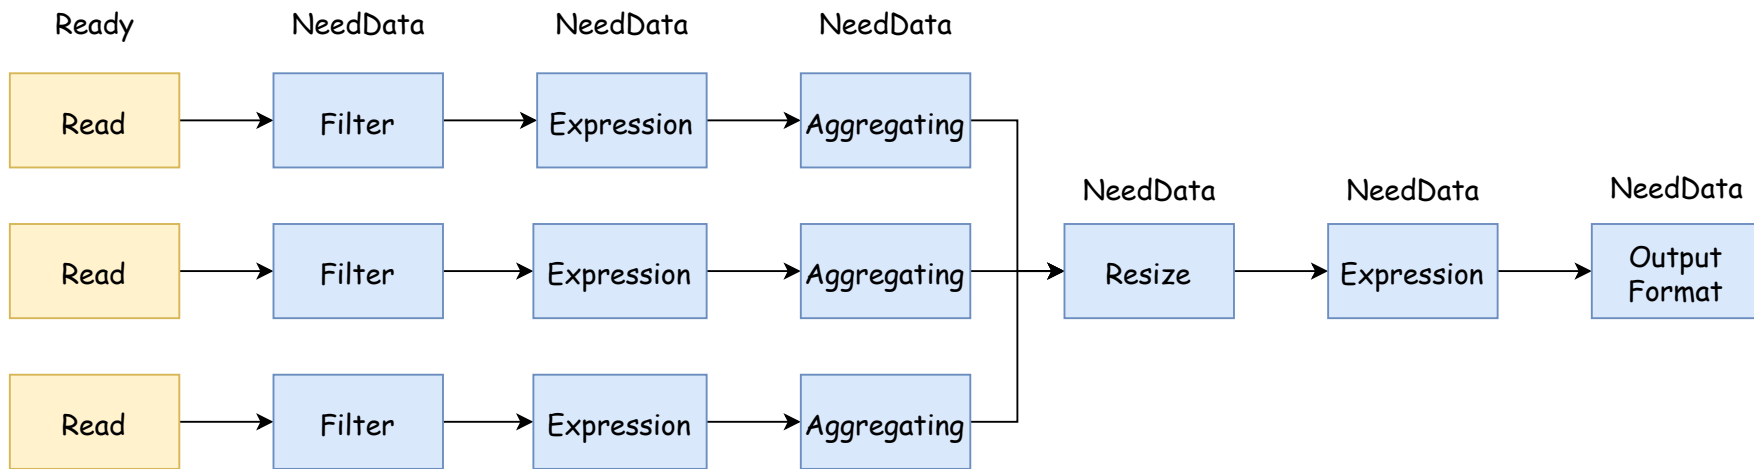 Ready
NeedData
NeedData
NeedData
Read
Filter
Expression
Aggregating
NeedData
NeedData
NeedData
Read
Filter
Expression
Aggregating
Resize
Expression
Output
Format
Read
Filter
Expression
Aggregating